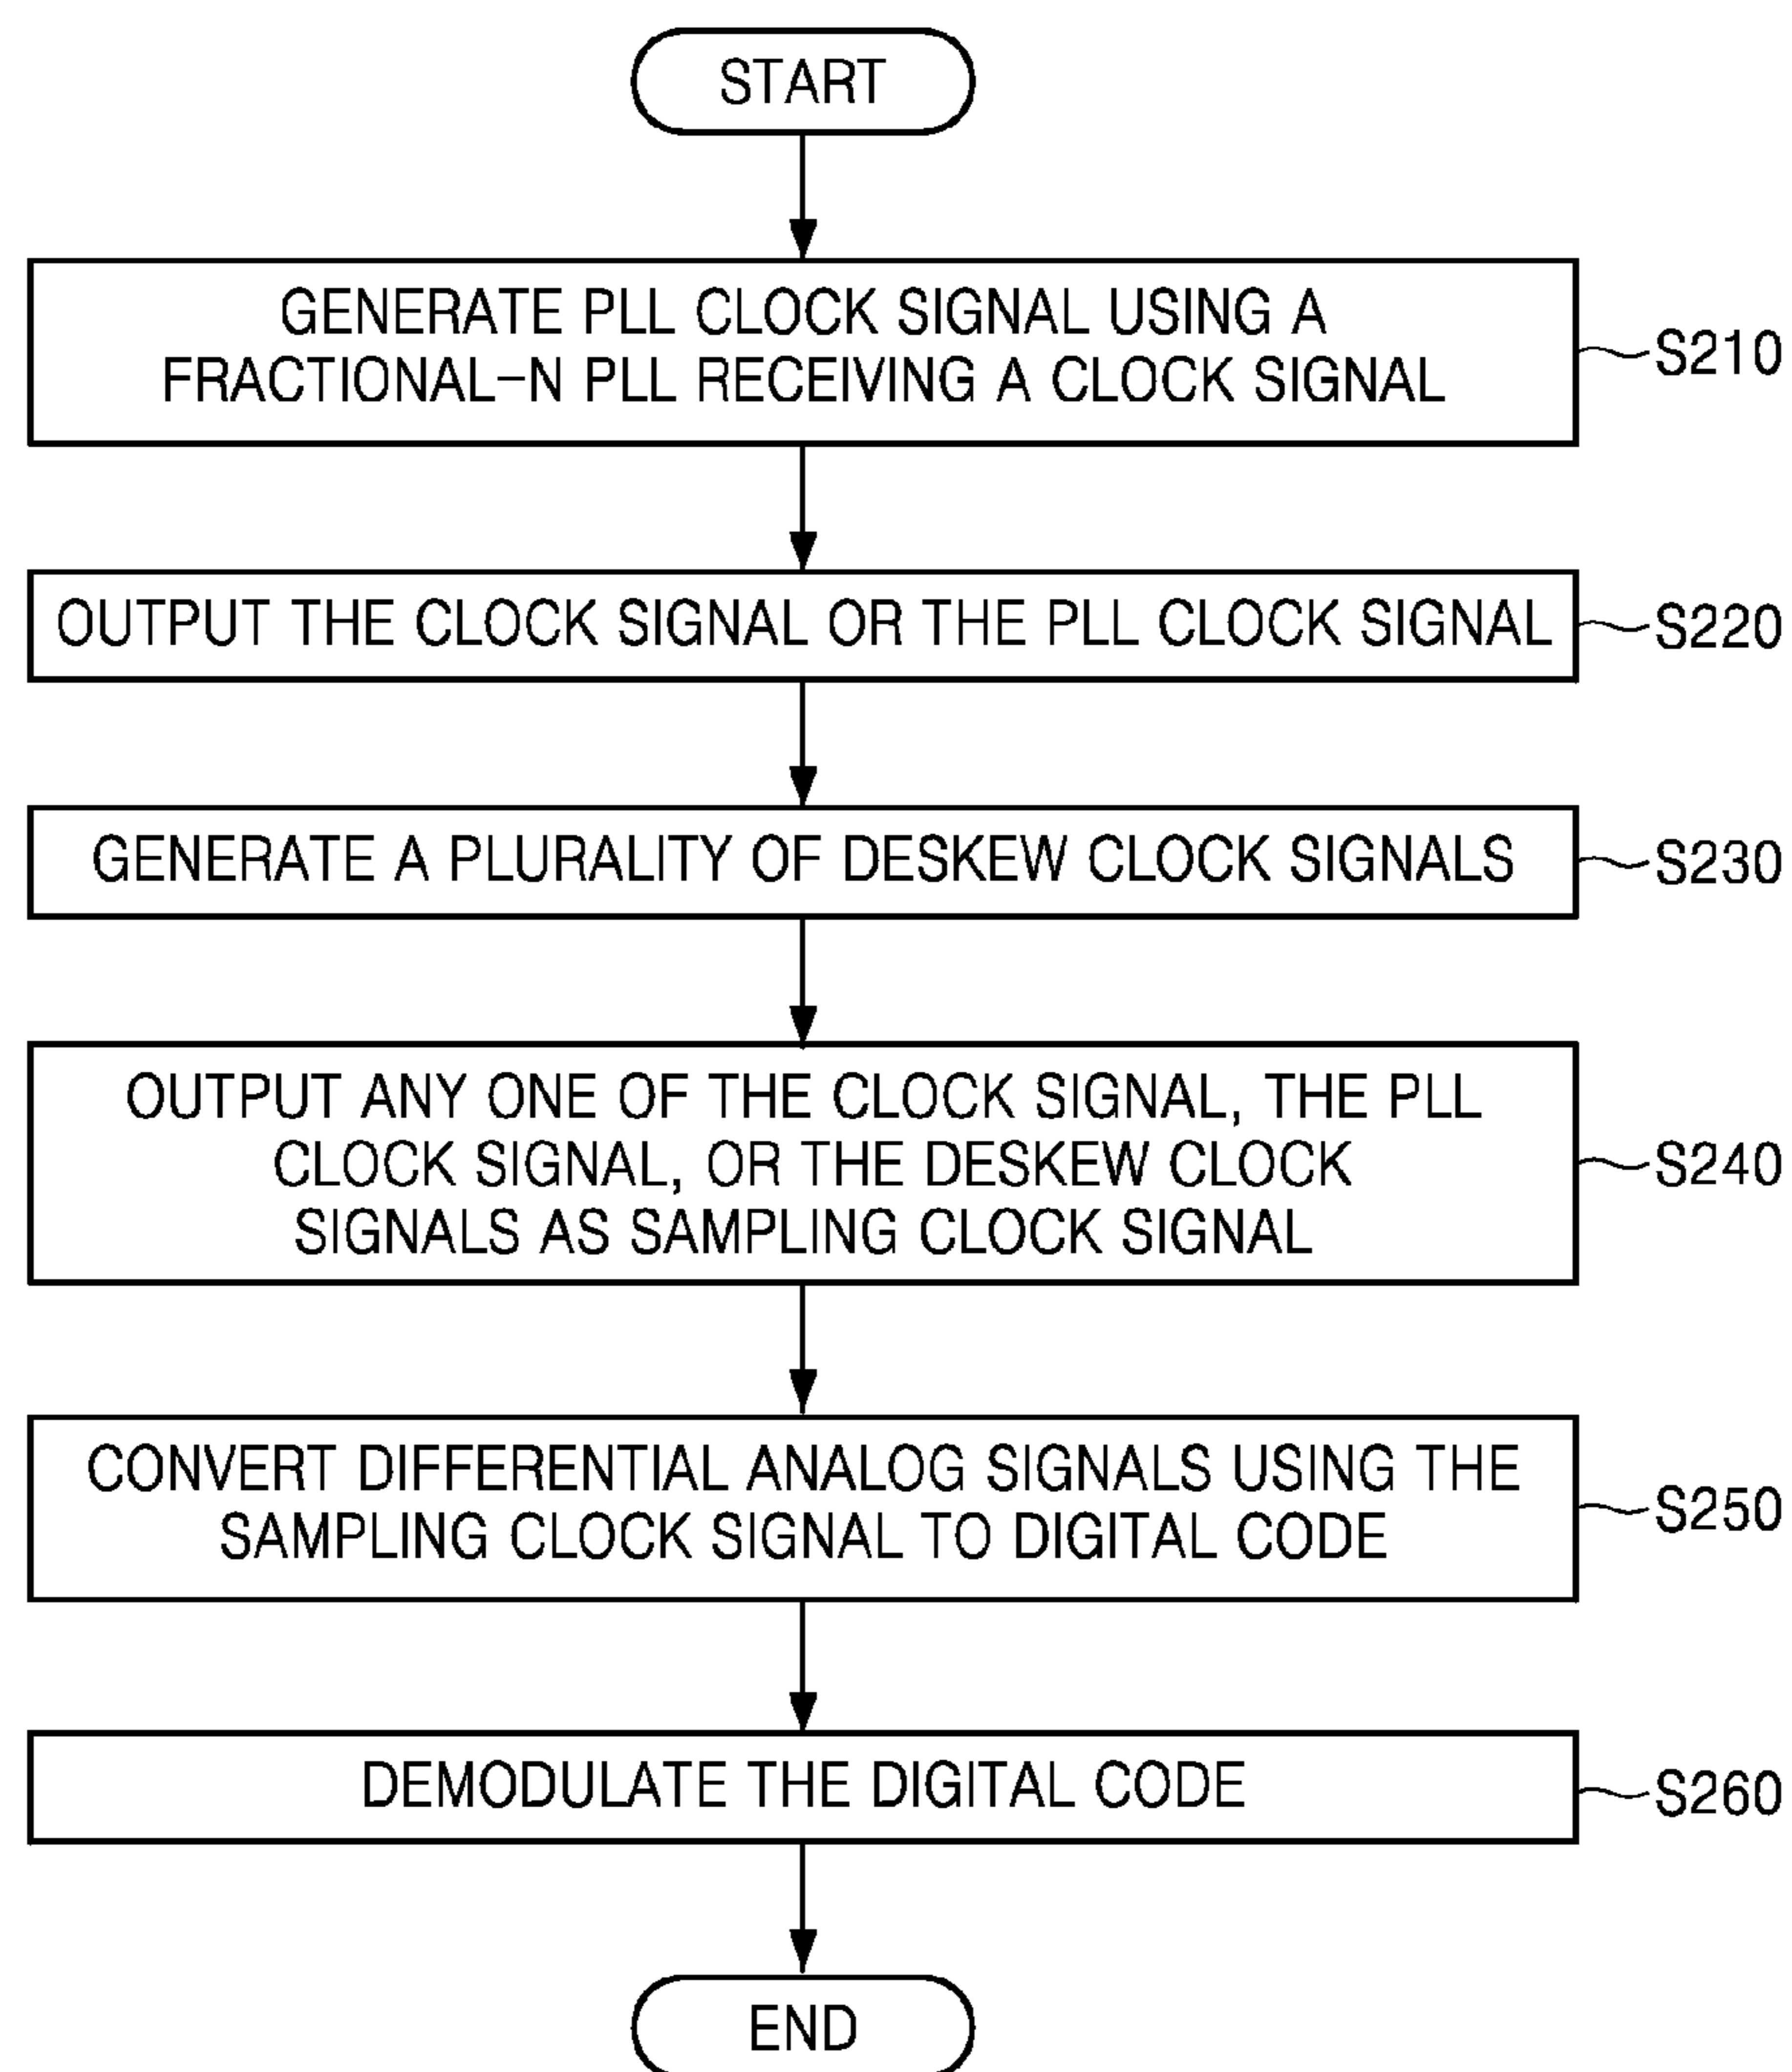 START
GENERATE PLL CLOCK SIGNAL USING A
FRACTIONAL-N PLL RECEIVING A CLOCK SIGNAL
S210
OUTPUT THE CLOCK SIGNAL OR THE PLL CLOCK SIGNAL
S220
GENERATE A PLURALITY OF DESKEW CLOCK SIGNALS
S230
OUTPUT ANY ONE OF THE CLOCK SIGNAL, THE PLL
CLOCK SIGNAL, OR THE DESKEW CLOCK
SIGNALS AS SAMPLING CLOCK SIGNAL
S240
CONVERT DIFFERENTIAL ANALOG SIGNALS USING THE
SAMPLING CLOCK SIGNAL TO DIGITAL CODE
S250
DEMODULATE THE DIGITAL CODE
S260
END